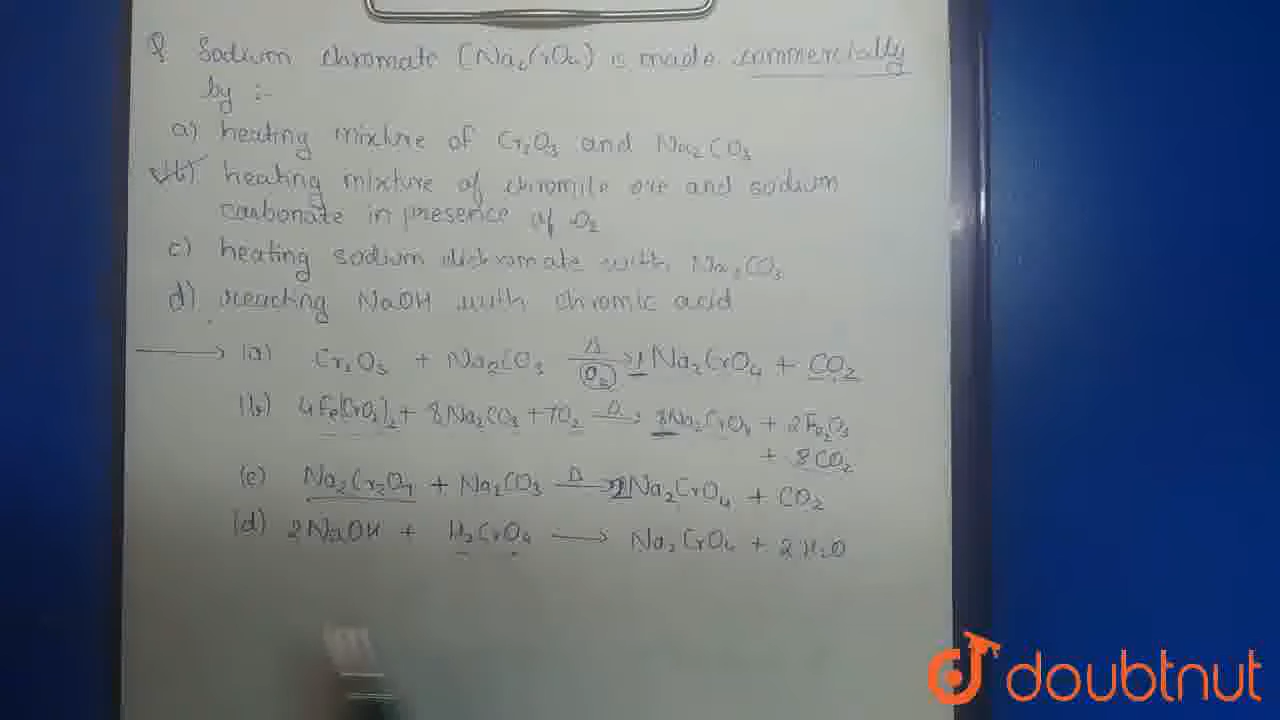 Q Sodium chromate (Na₂CrO₄) is made commercially
by :-
a) heating mixture of Cr₂O₃ and Na₂CO₃
b) heating mixture of chromite ore and sodium
carbonate in presence of O₂
c) heating sodium dichromate with Na₂CO₃
d) reacting NaOH with chromic acid
→ (a) Cr₂O₃ + Na₂CO₃ Δ O₂ → Na₂CrO₄ + CO₂
(b) 4Fe(CrO₂)₂ + 8Na₂CO₃ + 7O₂ Δ → 8Na₂CrO₄ + 2Fe₂O₃
+ 8CO₂
(c) Na₂Cr₂O₇ + Na₂CO₃ Δ → 2Na₂CrO₄ + CO₂
(d) 2NaOH + H₂CrO₄ → Na₂CrO₄ + 2H₂O
doubtnut